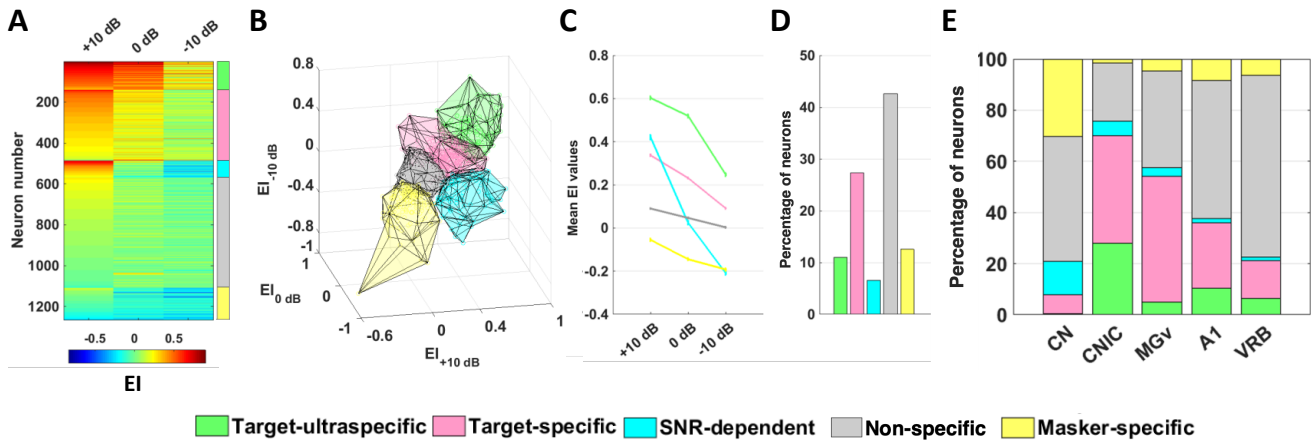 A
+10 dB 0 dB -10 dB
Neuron number
200
400
600
800
1000
1200
-0.5 0 0.5
EI
B
EI-10 dB
0.8
0.4
0
-0.4
-0.8
-1
1
0
-1
EI0 dB
-0.6 0 0.4 1
EI+10 dB
C
Mean EI values
0.8
0.6
0.4
0.2
0
-0.2
-0.4
+10 dB 0 dB -10 dB
D
Percentage of neurons
50
40
30
20
10
0
E
Percentage of neurons
100
80
60
40
20
0
CN CNIC MGv A1 VRB
Target-ultraspecific Target-specific SNR-dependent Non-specific Masker-specific